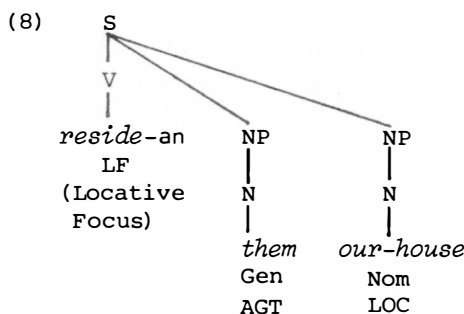 (8) S
V
reside-an NP NP
LF
(Locative N N
Focus)
them our-house
Gen Nom
AGT LOC